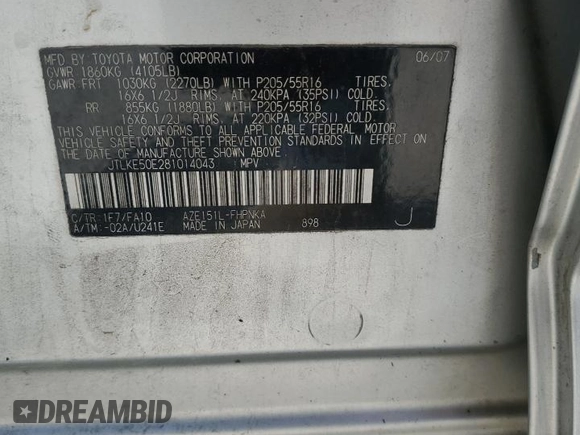 MFD BY TOYOTA MOTOR CORPORATION 06/07
GVWR 1860KG (4105LB)
GAWR FRT 1030KG (2270LB) WITH P205/55R16 TIRES,
16X6 1/2J RIMS, AT 240KPA (35PSI) COLD.
RR 855KG (1880LB) WITH P205/55R16 TIRES,
16X6 1/2J RIMS, AT 220KPA (32PSI) COLD.
THIS VEHICLE CONFORMS TO ALL APPLICABLE FEDERAL MOTOR
VEHICLE SAFETY AND THEFT PREVENTION STANDARDS IN EFFECT ON THE
DATE OF MANUFACTURE SHOWN ABOVE.
JTLKE50E281014043 MPV
C/TR: 1F7/FA10 AZE151L-FHPNKA J
A/TM: -02A/U241E MADE IN JAPAN 898
DREAMBID